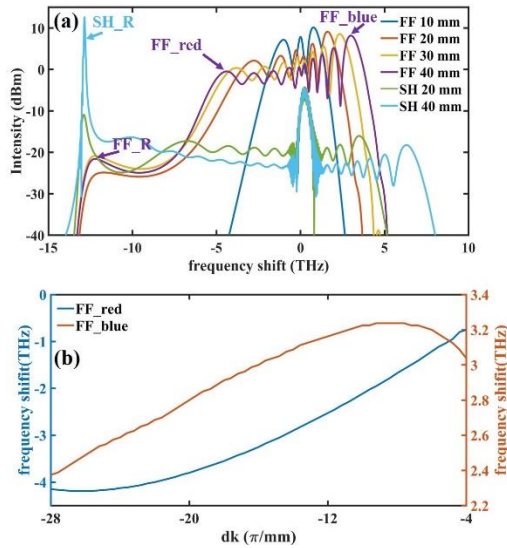 (a)
SH_R
FF_red
FF_blue
FF_R
FF 10 mm
FF 20 mm
FF 30 mm
FF 40 mm
SH 20 mm
SH 40 mm
Intensity (dBm)
20
10
0
-10
-20
-30
-40
-15
-10
-5
0
5
10
frequency shift (THz)
(b)
FF_red
FF_blue
frequency shifit(THz)
0
-1
-2
-3
-4
3.4
3.2
3
2.8
2.6
2.4
2.2
frequency shifit(THz)
-28
-20
-12
-4
dk (π/mm)